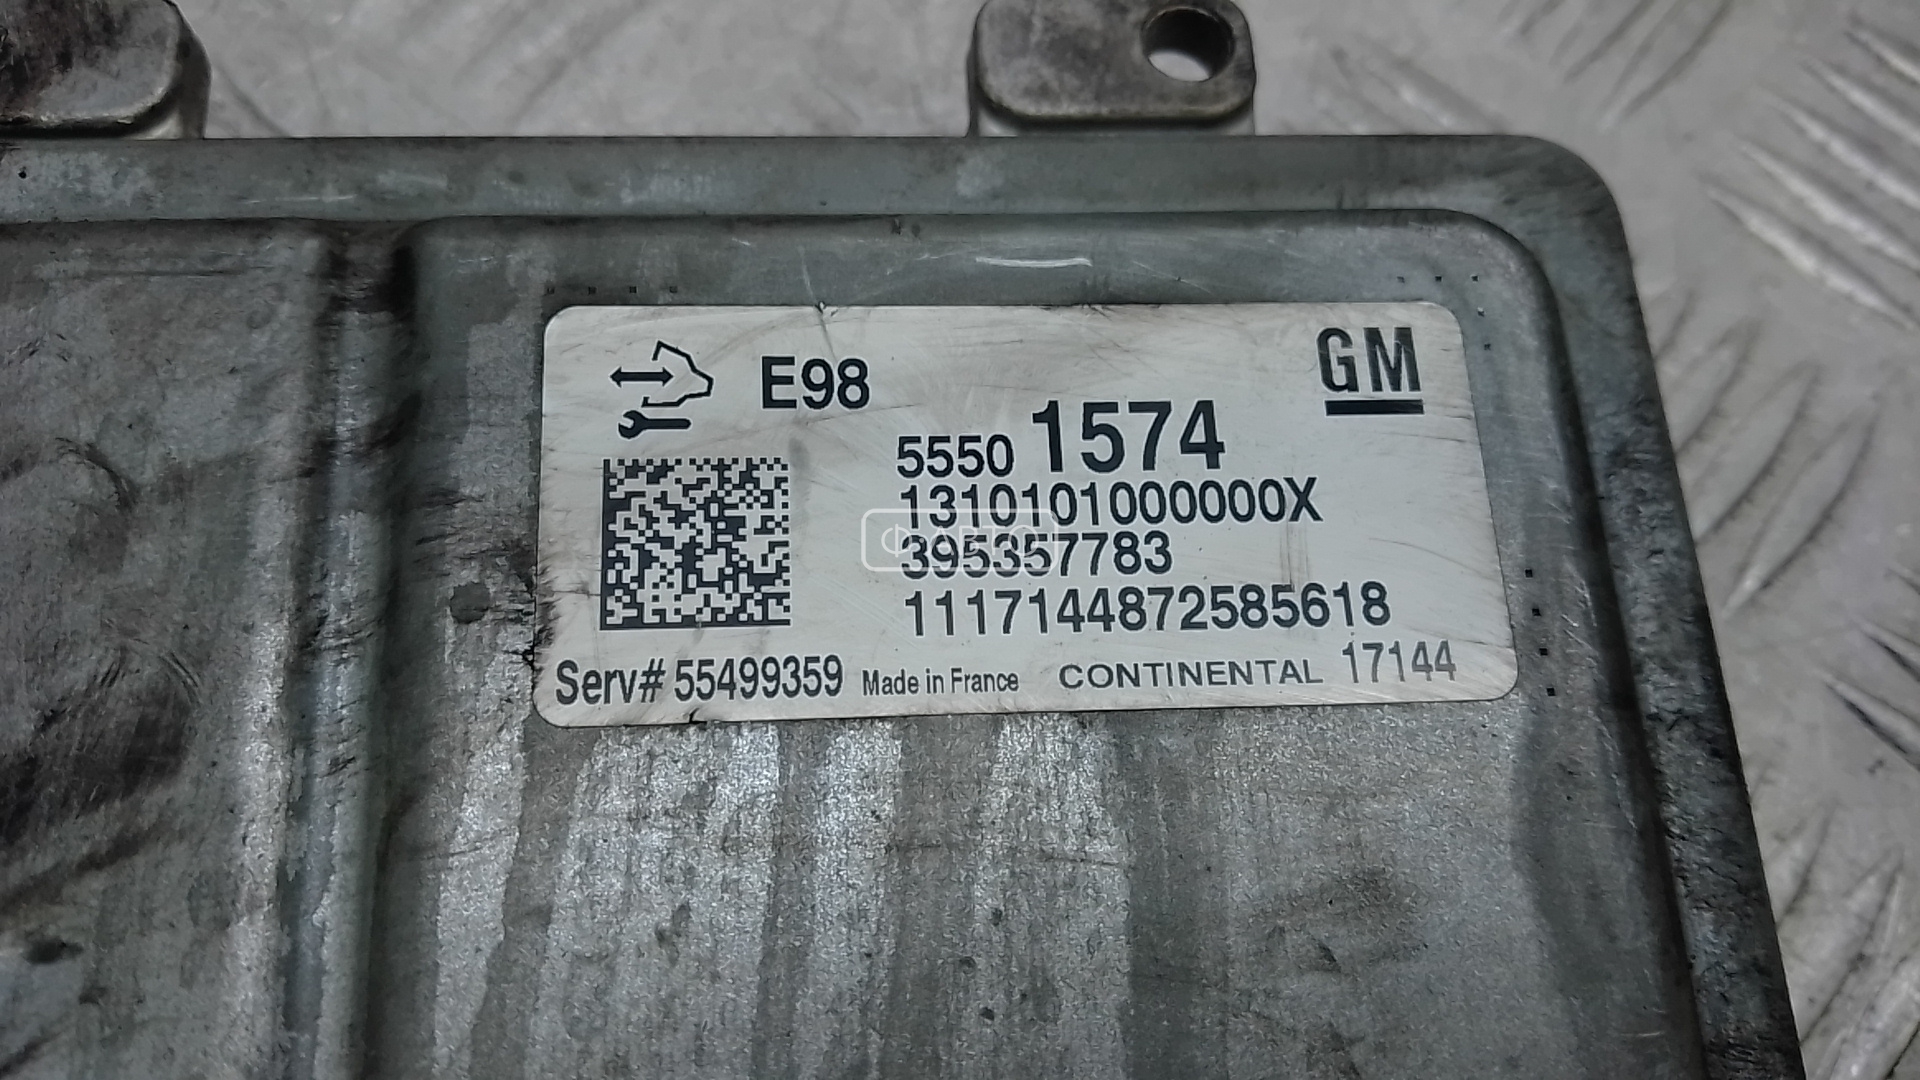 E98
GM
5550 1574
1310101000000X
395357783
1117144872585618
Serv# 55499359 Made in France CONTINENTAL 17144